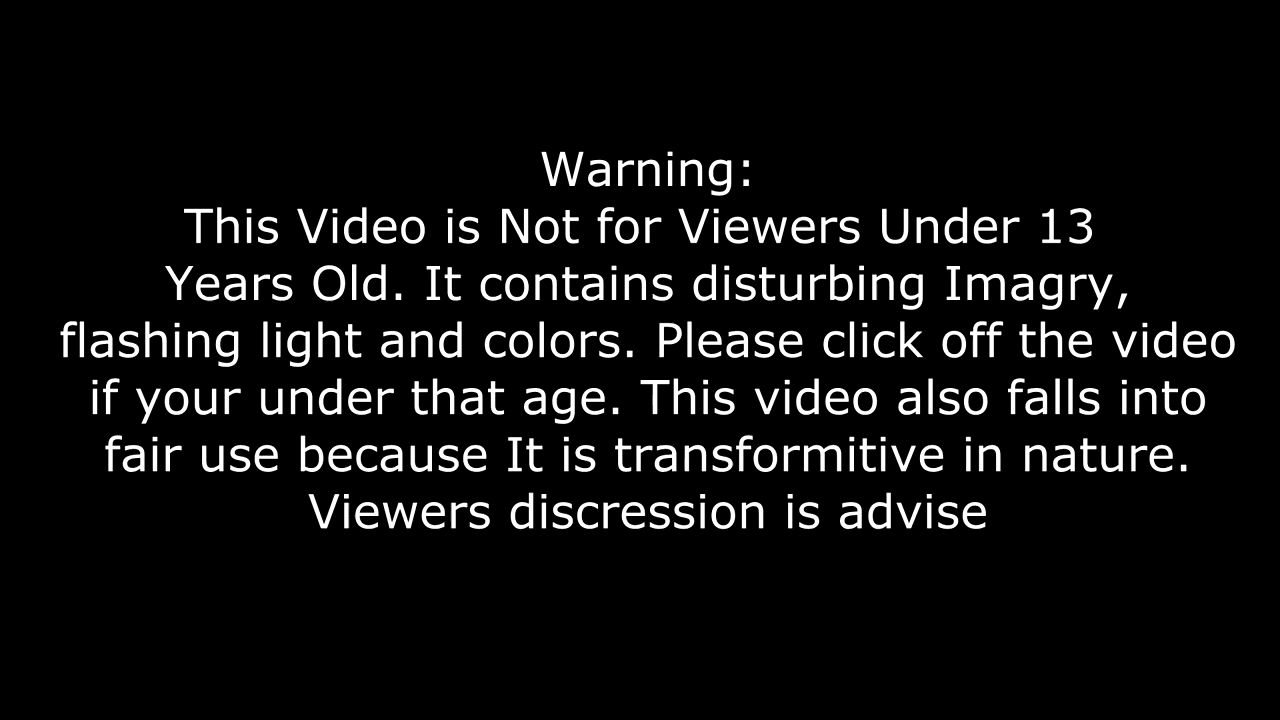 Warning:
This Video is Not for Viewers Under 13
Years Old. It contains disturbing Imagry,
flashing light and colors. Please click off the video
if your under that age. This video also falls into
fair use because It is transformitive in nature.
Viewers discression is advise